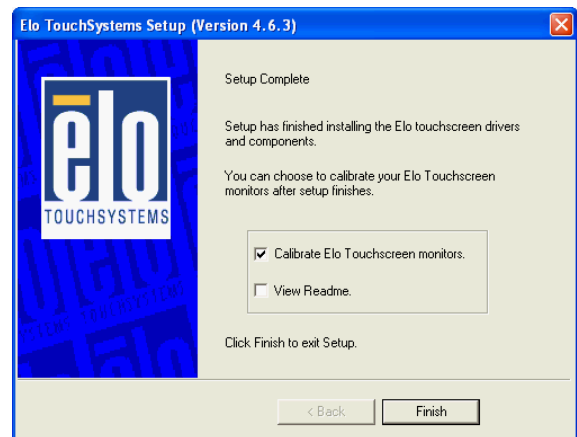 Elo TouchSystems Setup (Version 4.6.3)
Setup Complete
Setup has finished installing the Elo touchscreen drivers
and components.
You can choose to calibrate your Elo Touchscreen
monitors after setup finishes.
elo
TOUCHSYSTEMS
Calibrate Elo Touchscreen monitors.
View Readme.
Click Finish to exit Setup.
< Back
Finish